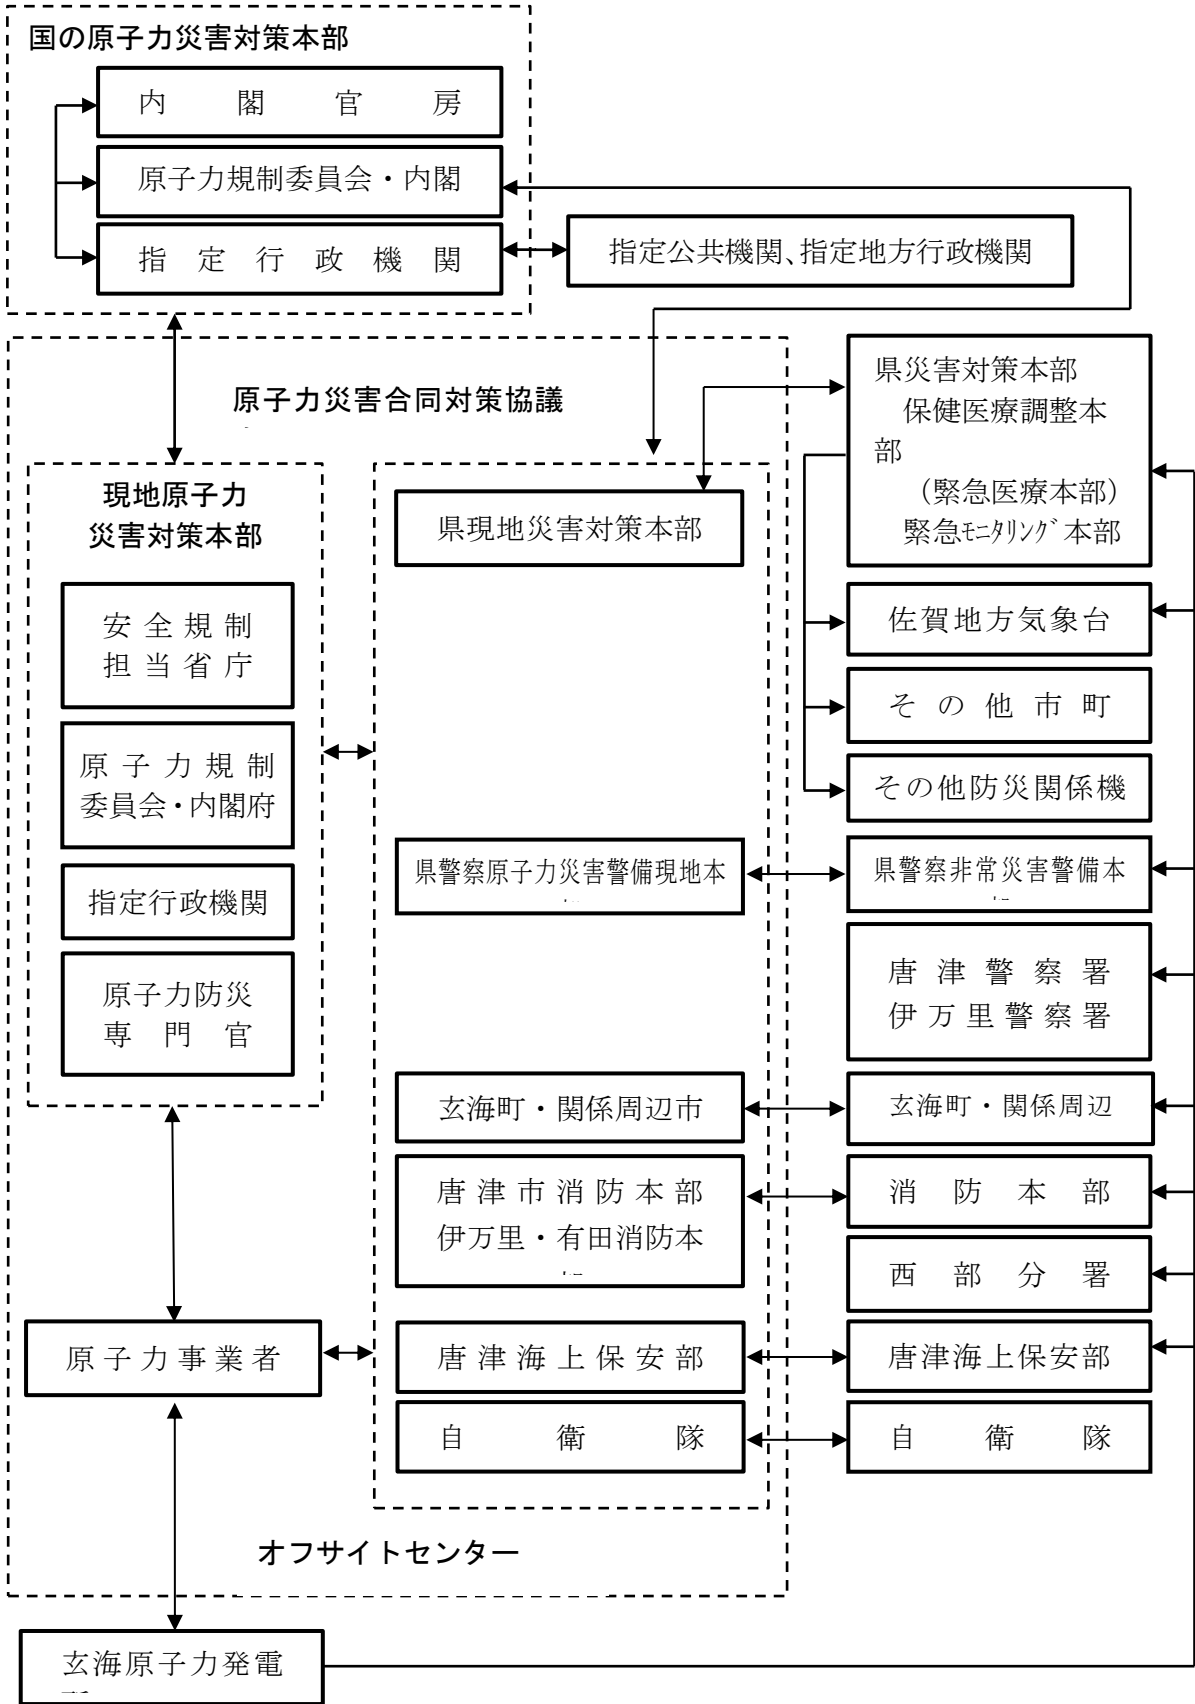 国の原子力災害対策本部
内閣官房
原子力規制委員会・内閣
指定行政機関
指定公共機関、指定地方行政機関
原子力災害合同対策協議
現地原子力
災害対策本部
安全規制
担当省庁
原子力規制
委員会・内閣府
指定行政機関
原子力防災
専門官
原子力事業者
県現地災害対策本部
県警察原子力災害警備現地本
玄海町・関係周辺市
唐津市消防本部
伊万里・有田消防本
唐津海上保安部
自衛隊
県災害対策本部
保健医療調整本
部
（緊急医療本部）
緊急ﾓﾆﾀﾘﾝｸﾞ本部
佐賀地方気象台
その他市町
その他防災関係機
県警察非常災害警備本
唐津警察署
伊万里警察署
玄海町・関係周辺
消防本部
西部分署
唐津海上保安部
自衛隊
オフサイトセンター
玄海原子力発電